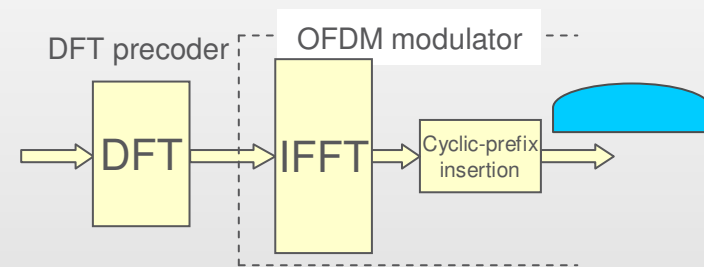 OFDM modulator
DFT precoder
DFT
IFFT
Cyclic-prefix
insertion